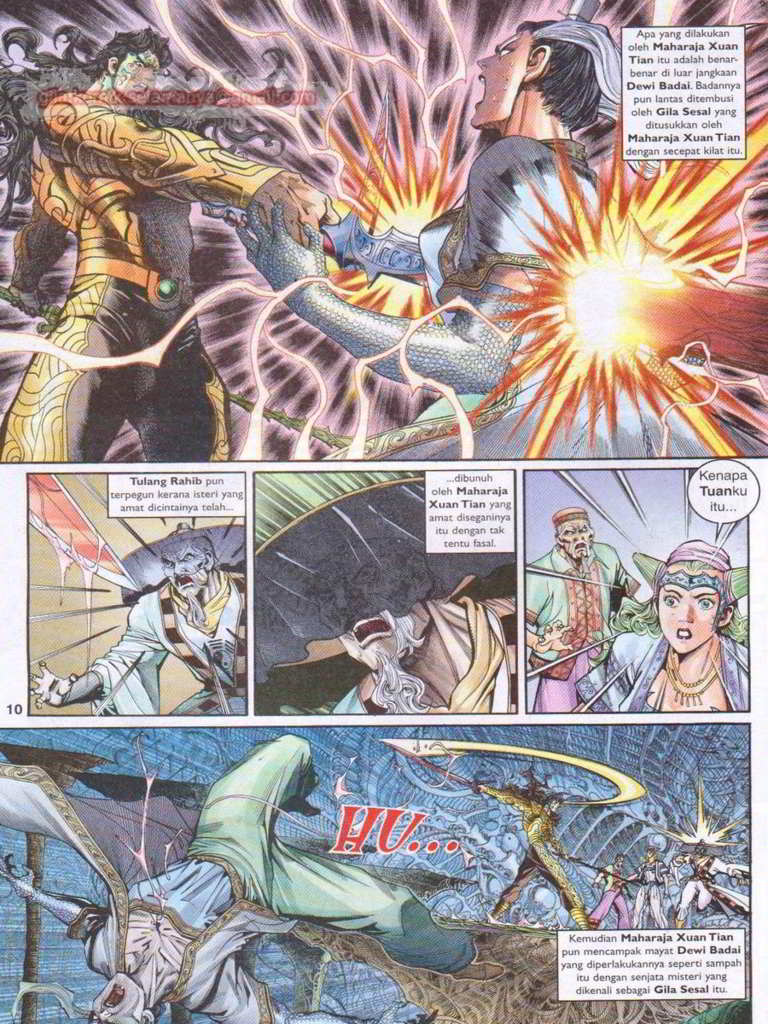 Apa yang dilakukan
oleh Maharaja Xuan
Tian itu adalah benar-
benar di luar jangkaan
Dewi Badai. Badannya
pun lantas ditembusi
oleh Gila Sesal yang
ditusukkan oleh
Maharaja Xuan Tian
dengan secepat kilat itu.
Tulang Rahib pun
terpegun kerana isteri yang
amat dicintainya telah...
...dibunuh
oleh Maharaja
Xuan Tian yang
amat diseganinya
itu dengan tak
tentu fasal.
Kenapa
Tuanku
itu...
10
HU...
Kemudian Maharaja Xuan Tian
pun mencampak mayat Dewi Badai
yang diperlakukannya seperti sampah
itu dengan senjata misteri yang
dikenali sebagai Gila Sesal itu.